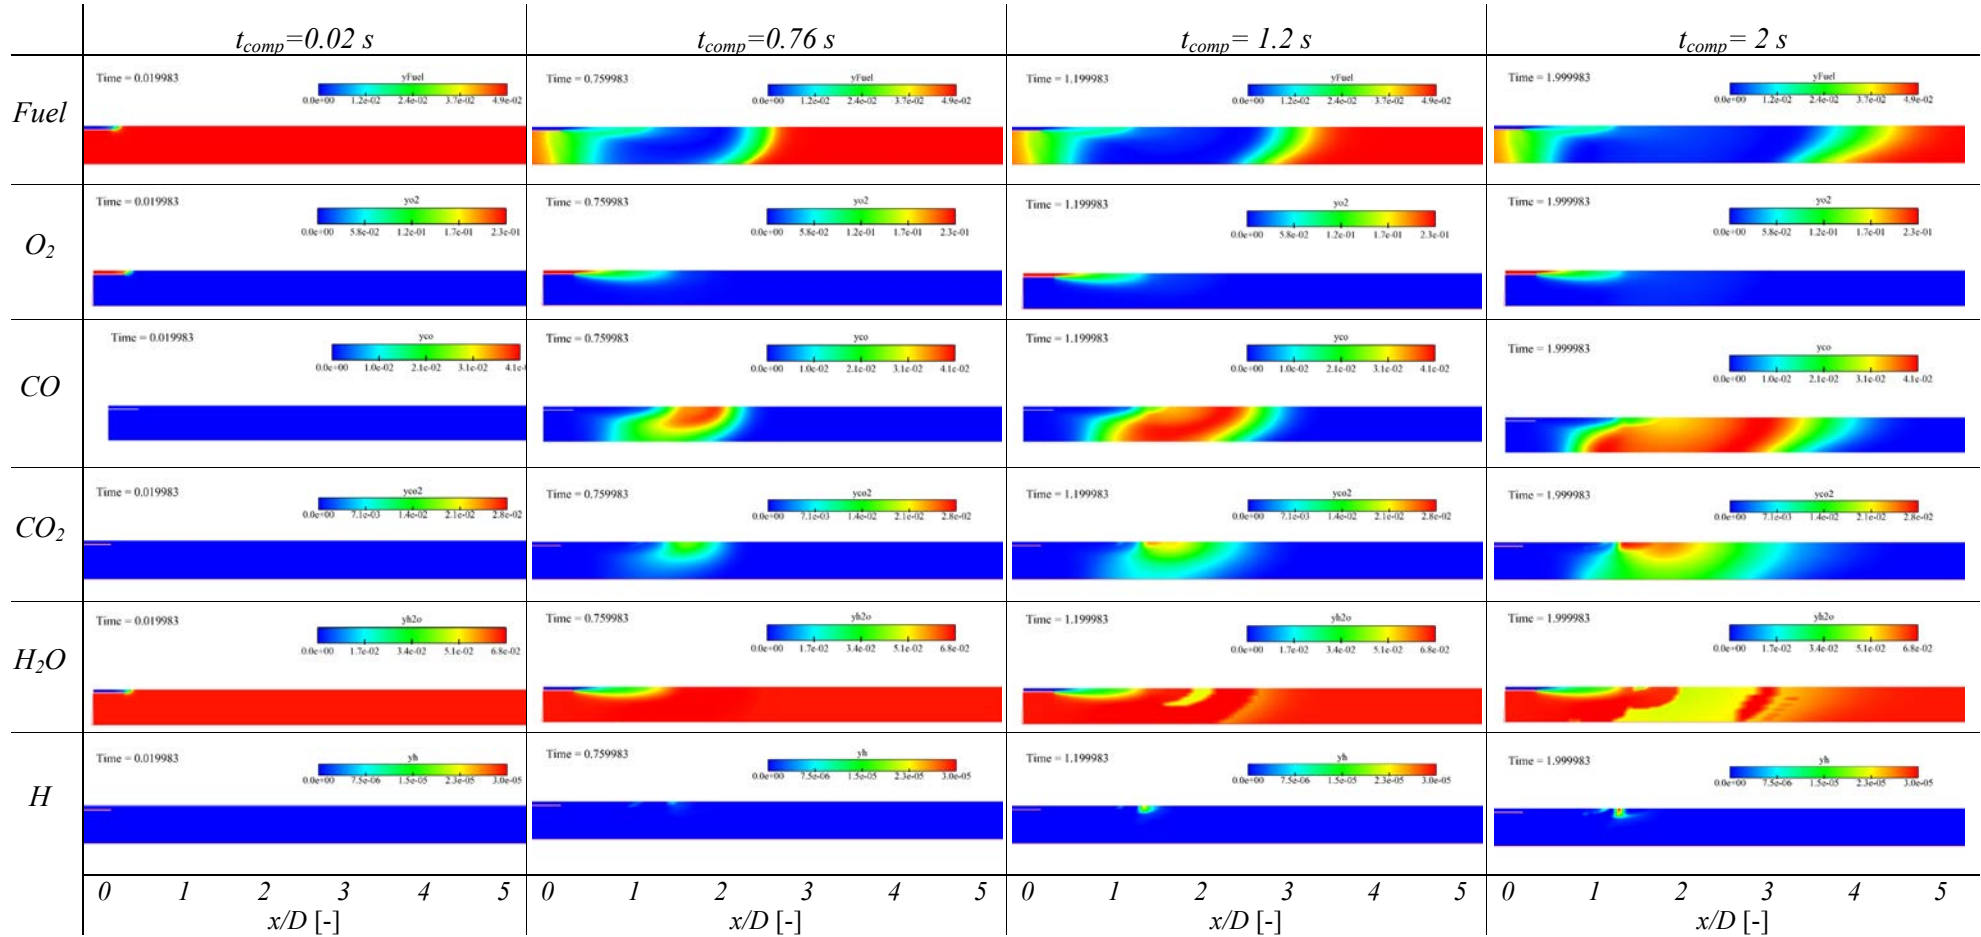 t_comp=0.02 s t_comp=0.76 s t_comp= 1.2 s t_comp= 2 s
Fuel
Time = 0.019983 yFuel 0.0e+00 1.2e-02 2.4e-02 3.7e-02 4.9e-02
Time = 0.759983 yFuel 0.0e+00 1.2e-02 2.4e-02 3.7e-02 4.9e-02
Time = 1.199983 yFuel 0.0e+00 1.2e-02 2.4e-02 3.7e-02 4.9e-02
Time = 1.999983 yFuel 0.0e+00 1.2e-02 2.4e-02 3.7e-02 4.9e-02
O2
Time = 0.019983 yo2 0.0e+00 5.8e-02 1.2e-01 1.7e-01 2.3e-01
Time = 0.759983 yo2 0.0e+00 5.8e-02 1.2e-01 1.7e-01 2.3e-01
Time = 1.199983 yo2 0.0e+00 5.8e-02 1.2e-01 1.7e-01 2.3e-01
Time = 1.999983 yo2 0.0e+00 5.8e-02 1.2e-01 1.7e-01 2.3e-01
CO
Time = 0.019983 yco 0.0e+00 1.0e-02 2.1e-02 3.1e-02 4.1e-
Time = 0.759983 yco 0.0e+00 1.0e-02 2.1e-02 3.1e-02 4.1e-02
Time = 1.199983 yco 0.0e+00 1.0e-02 2.1e-02 3.1e-02 4.1e-02
Time = 1.999983 yco 0.0e+00 1.0e-02 2.1e-02 3.1e-02 4.1e-02
CO2
Time = 0.019983 yco2 0.0e+00 7.1e-03 1.4e-02 2.1e-02 2.8e-02
Time = 0.759983 yco2 0.0e+00 7.1e-03 1.4e-02 2.1e-02 2.8e-02
Time = 1.199983 yco2 0.0e+00 7.1e-03 1.4e-02 2.1e-02 2.8e-02
Time = 1.999983 yco2 0.0e+00 7.1e-03 1.4e-02 2.1e-02 2.8e-02
H2O
Time = 0.019983 yh2o 0.0e+00 1.7e-02 3.4e-02 5.1e-02 6.8e-02
Time = 0.759983 yh2o 0.0e+00 1.7e-02 3.4e-02 5.1e-02 6.8e-02
Time = 1.199983 yh2o 0.0e+00 1.7e-02 3.4e-02 5.1e-02 6.8e-02
Time = 1.999983 yh2o 0.0e+00 1.7e-02 3.4e-02 5.1e-02 6.8e-02
H
Time = 0.019983 yh 0.0e+00 7.5e-06 1.5e-05 2.3e-05 3.0e-05
Time = 0.759983 yh 0.0e+00 7.5e-06 1.5e-05 2.3e-05 3.0e-05
Time = 1.199983 yh 0.0e+00 7.5e-06 1.5e-05 2.3e-05 3.0e-05
Time = 1.999983 yh 0.0e+00 7.5e-06 1.5e-05 2.3e-05 3.0e-05
0 1 2 3 4 5 0 1 2 3 4 5 0 1 2 3 4 5 0 1 2 3 4 5
x/D [-] x/D [-] x/D [-] x/D [-]